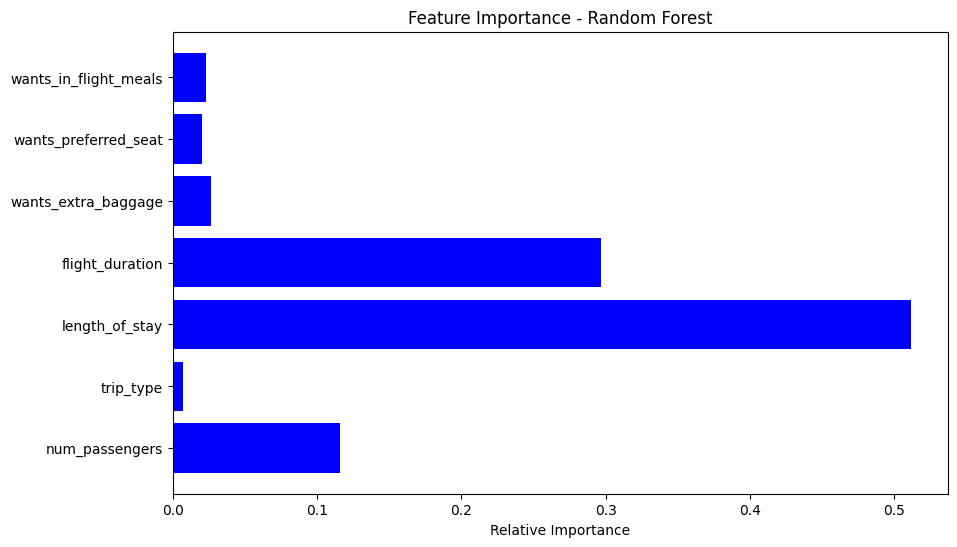 Feature Importance - Random Forest
wants_in_flight_meals
wants_preferred_seat
wants_extra_baggage
flight_duration
length_of_stay
trip_type
num_passengers
0.0 0.1 0.2 0.3 0.4 0.5
Relative Importance